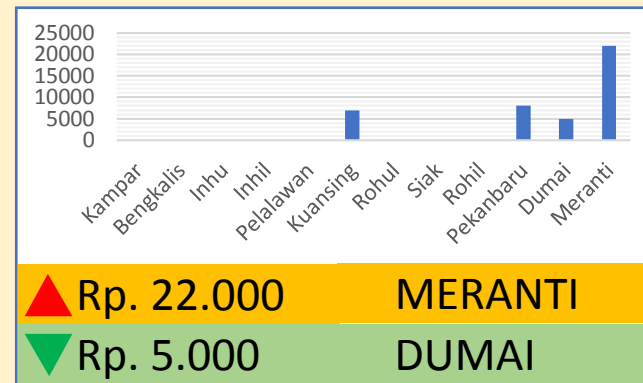 25000
20000
15000
10000
5000
0
Kampar
Bengkalis
Inhu
Inhil
Pelalawan
Kuansing
Rohul
Siak
Rohil
Pekanbaru
Dumai
Meranti
Rp. 22.000 MERANTI
Rp. 5.000 DUMAI